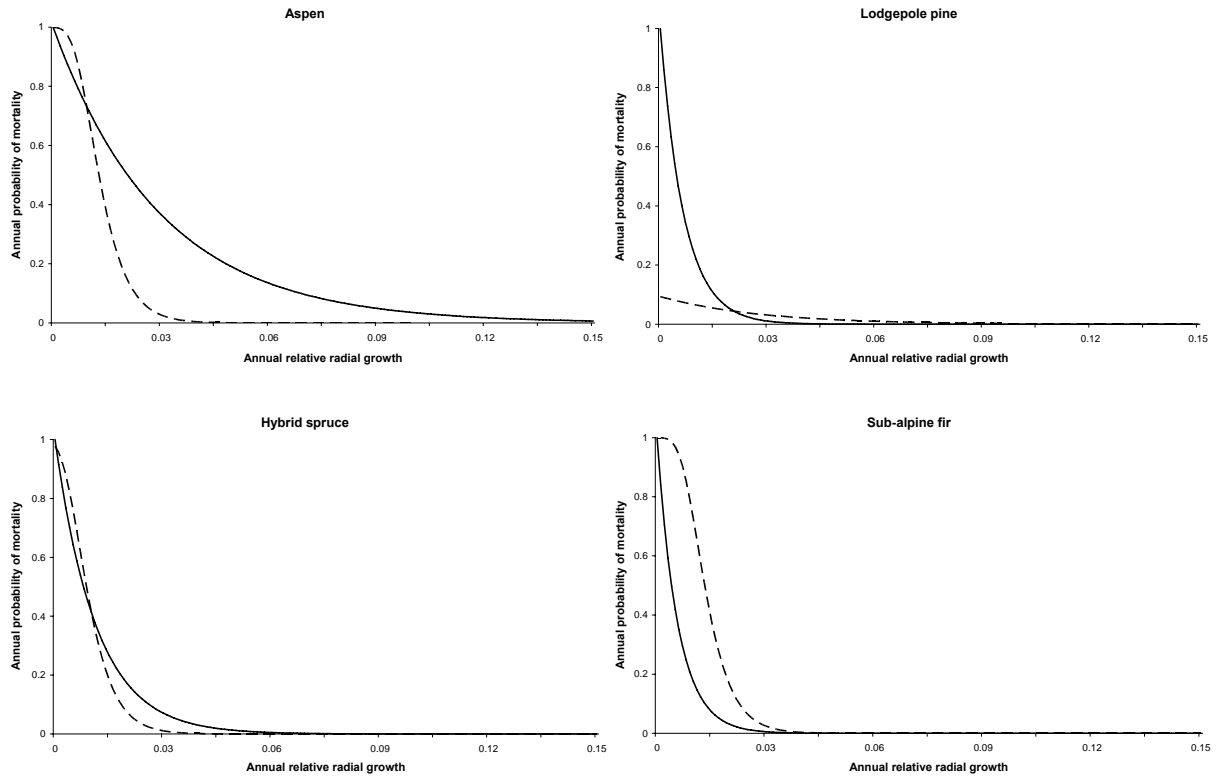 Aspen
Annual probability of mortality
1
0.8
0.6
0.4
0.2
0
0 0.03 0.06 0.09 0.12 0.15
Annual relative radial growth
Lodgepole pine
Annual probability of mortality
1
0.8
0.6
0.4
0.2
0
0 0.03 0.06 0.09 0.12 0.15
Annual relative radial growth
Hybrid spruce
Annual probability of mortality
1
0.8
0.6
0.4
0.2
0
0 0.03 0.06 0.09 0.12 0.15
Annual relative radial growth
Sub-alpine fir
Annual probability of mortality
1
0.8
0.6
0.4
0.2
0
0 0.03 0.06 0.09 0.12 0.15
Annual relative radial growth